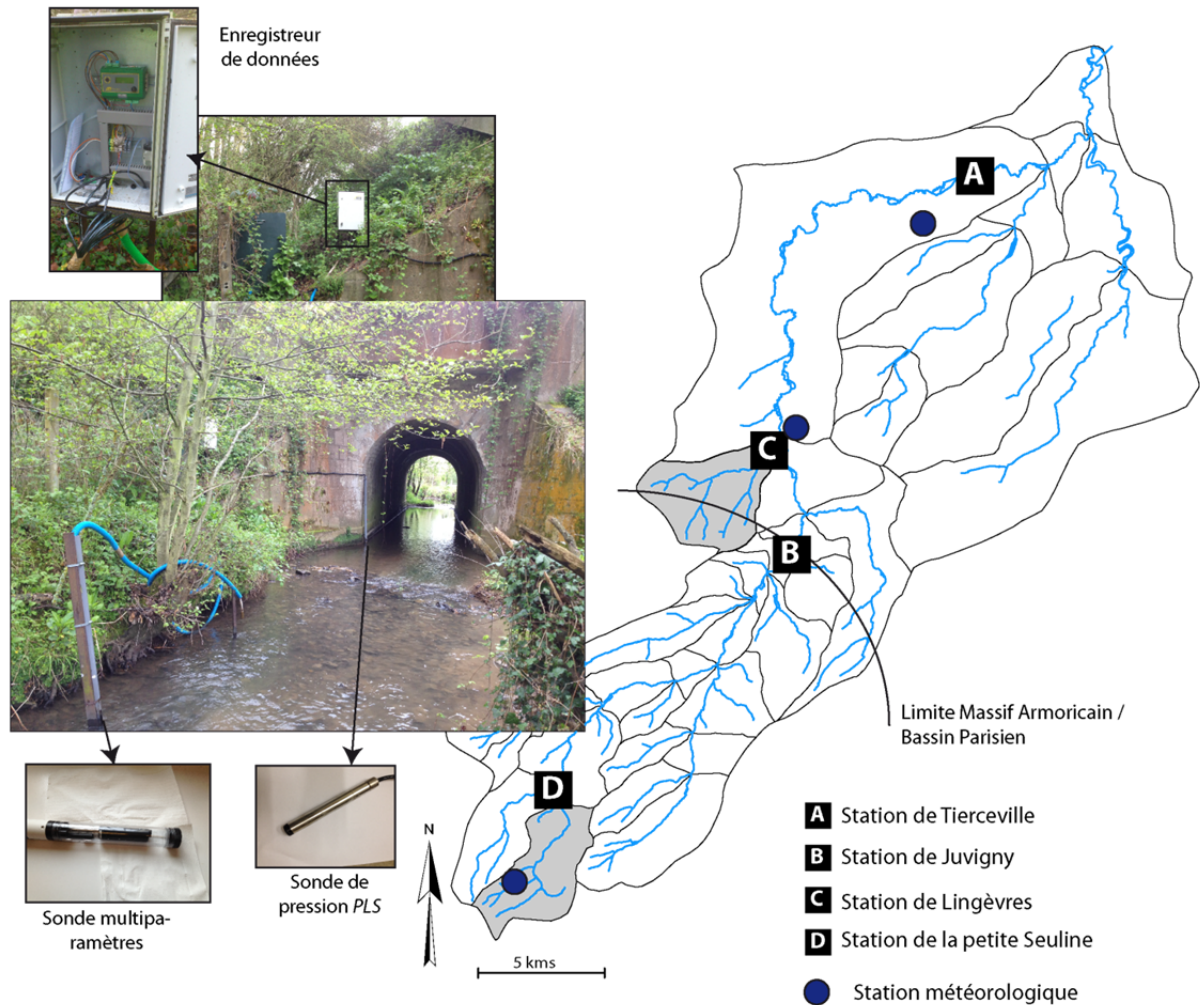 Enregistreur
de données
A
C
B
Limite Massif Armoricain /
Bassin Parisien
D
N
A Station de Tierceville
B Station de Juvigny
C Station de Lingèvres
D Station de la petite Seuline
Station météorologique
Sonde de
pression PLS
Sonde multipa-
ramètres
5 kms